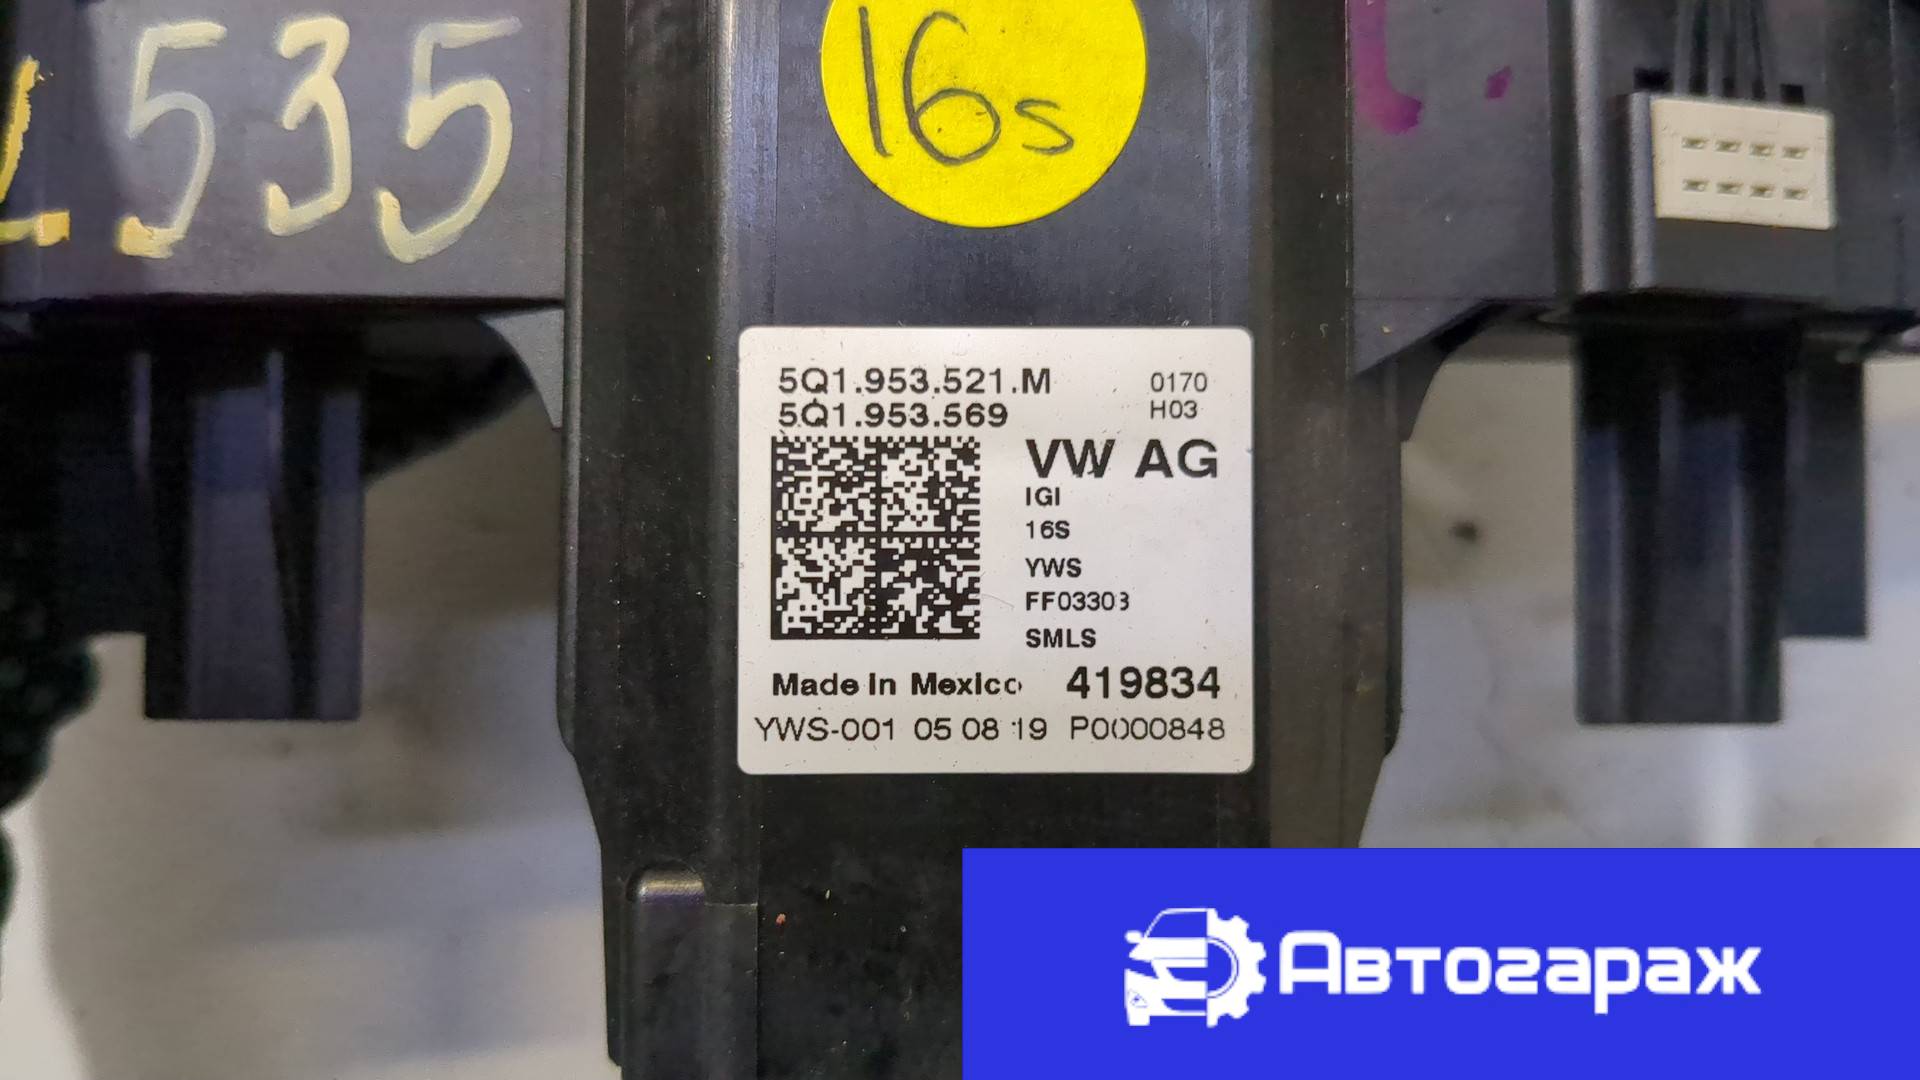 535
16s
5Q1.953.521.M 0170
5Q1.953.569 H03
VW AG
IGI
16S
YWS
FF03303
SMLS
Made in Mexico 419834
YWS-001 05 08 19 P0000848
Автогараж